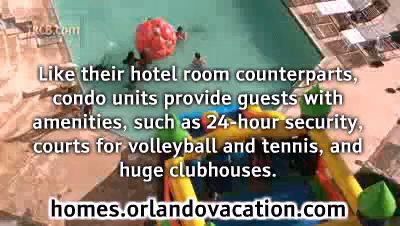 Like their hotel room counterparts,
condo units provide guests with
amenities, such as 24-hour security,
courts for volleyball and tennis, and
huge clubhouses.
homes.orlandovacation.com